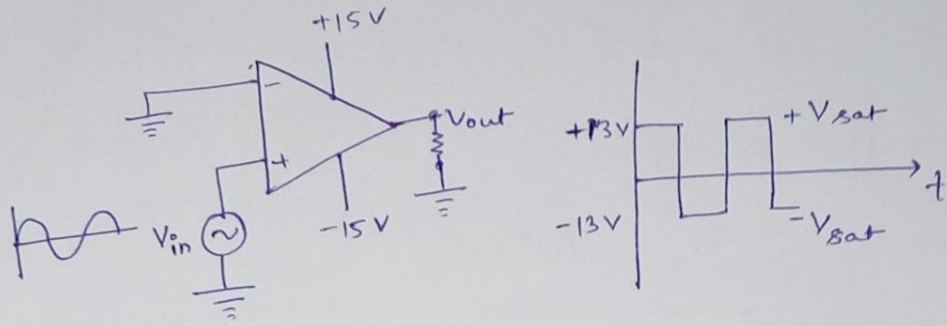 +15V
−
+
Vout
-15V
Vin
+13V
-13V
+Vsat
-Vsat
t